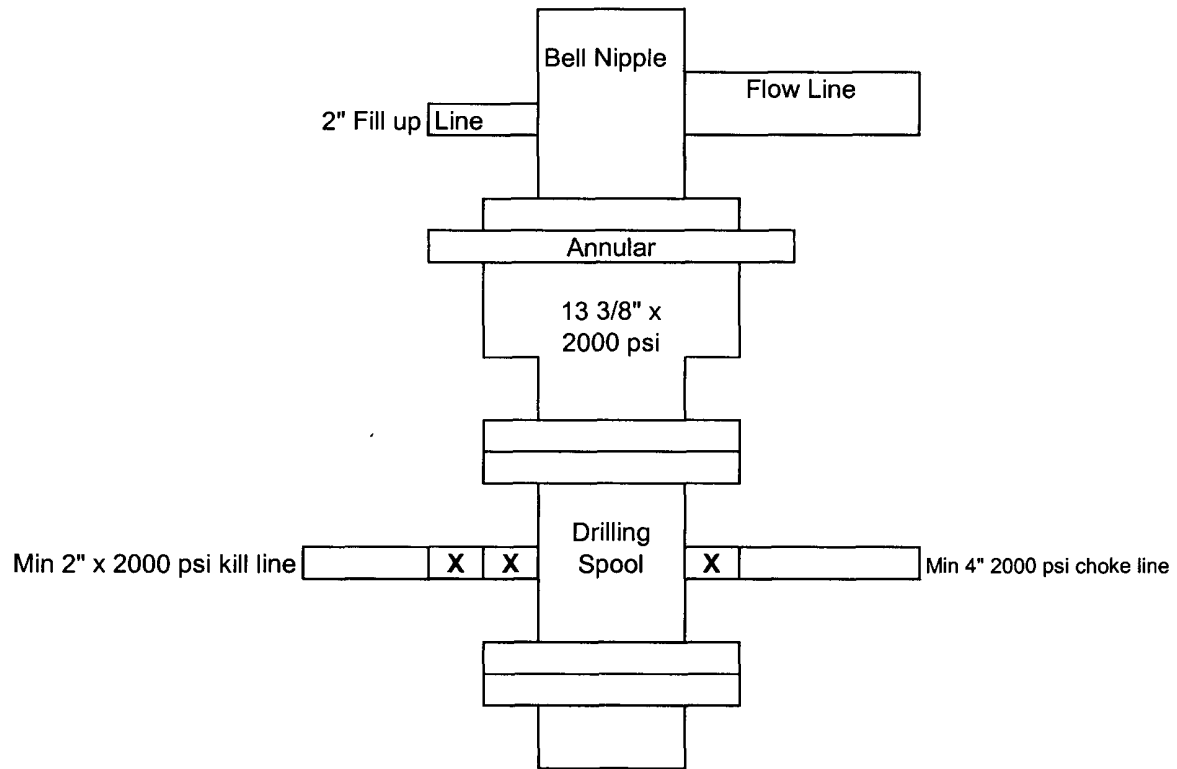 Bell Nipple
Flow Line
2" Fill up Line
Annular
13 3/8" x
2000 psi
Drilling
Spool
Min 2" x 2000 psi kill line
X X
X
Min 4" 2000 psi choke line